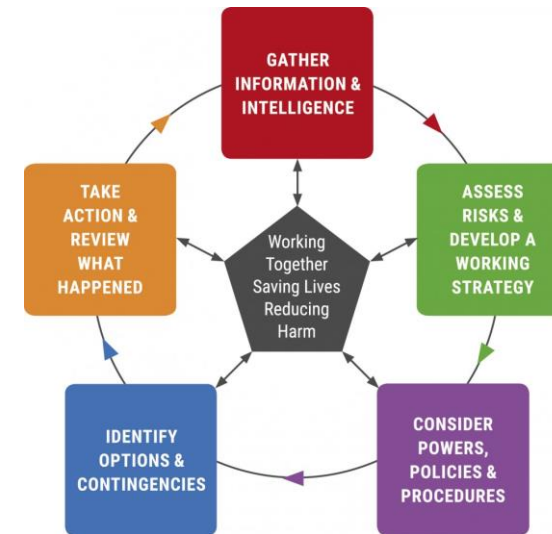 GATHER
INFORMATION &
INTELLIGENCE
ASSESS
RISKS &
DEVELOP A
WORKING
STRATEGY
CONSIDER
POWERS,
POLICIES &
PROCEDURES
IDENTIFY
OPTIONS &
CONTINGENCIES
TAKE
ACTION &
REVIEW
WHAT
HAPPENED
Working
Together
Saving Lives
Reducing
Harm